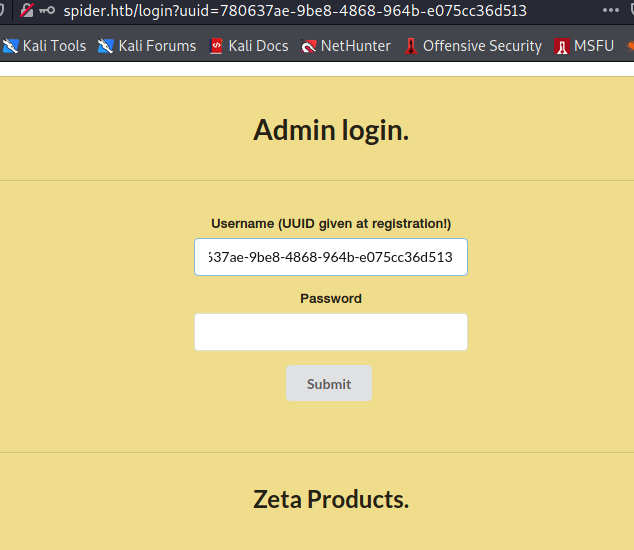 spider.htb/login?uuid=780637ae-9be8-4868-964b-e075cc36d513
Kali Tools Kali Forums Kali Docs NetHunter Offensive Security MSFU
Admin login.
Username (UUID given at registration!)
637ae-9be8-4868-964b-e075cc36d513
Password
Submit
Zeta Products.